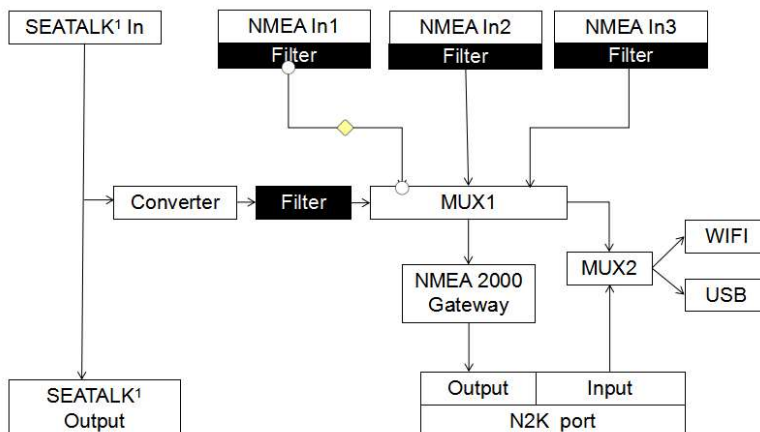 SEATALK¹ In
NMEA In1
NMEA In2
NMEA In3
Filter
Filter
Filter
Converter
Filter
MUX1
WIFI
MUX2
NMEA 2000
Gateway
USB
SEATALK¹
Output
Output
Input
N2K port